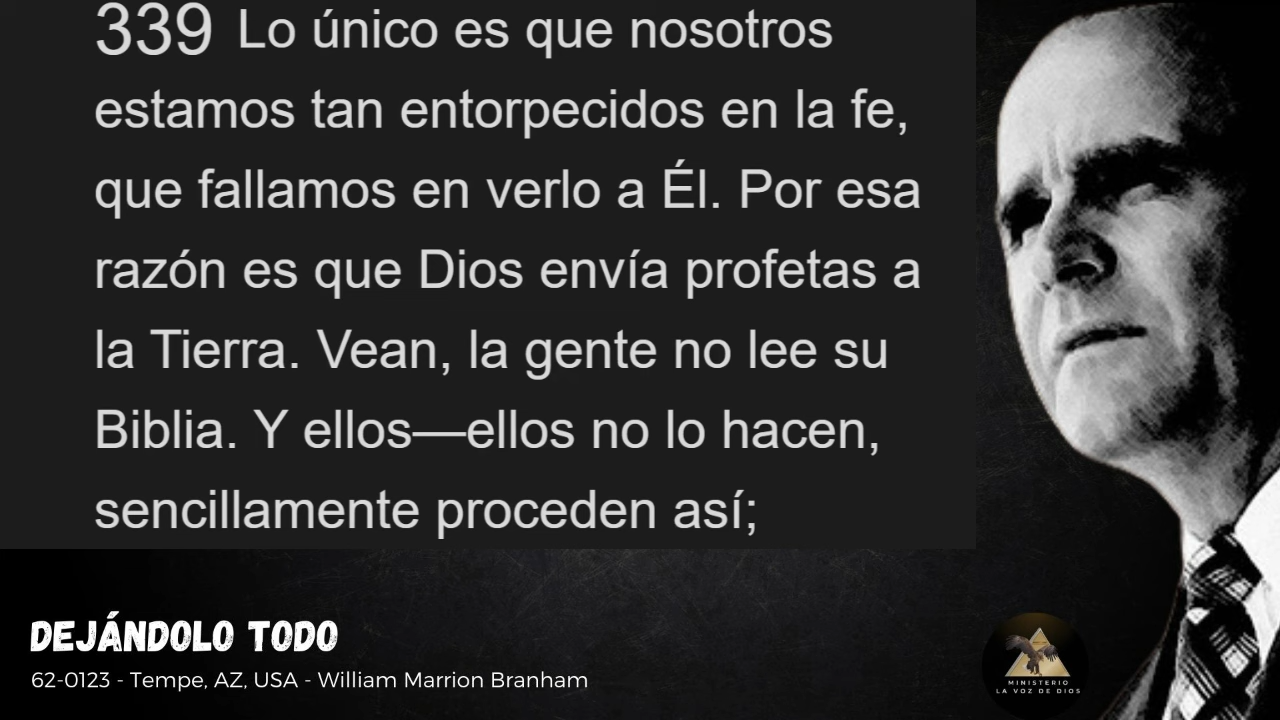 339 Lo único es que nosotros
estamos tan entorpecidos en la fe,
que fallamos en verlo a Él. Por esa
razón es que Dios envía profetas a
la Tierra. Vean, la gente no lee su
Biblia. Y ellos—ellos no lo hacen,
sencillamente proceden así;
DEJÁNDOLO TODO
62-0123 - Tempe, AZ, USA - William Marrion Branham
MINISTERIO
LA VOZ DE DIOS